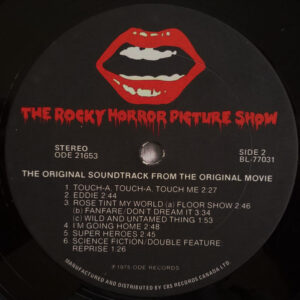 THE ROCKY HORROR PICTURE SHOW
STEREO
ODE 21653
SIDE 2
BL-77031
THE ORIGINAL SOUNDTRACK FROM THE ORIGINAL MOVIE
1 TOUCH-A, TOUCH-A, TOUCH ME 2:27
2 EDDIE 2:44
3 ROSE TINT MY WORLD (a) FLOOR SHOW 2:46
(b) FANFARE/DON'T DREAM IT 3:34
(c) WILD AND UNTAMED THING 1:53
4 I'M GOING HOME 2:48
5 SUPER HEROES 2:45
6 SCIENCE FICTION/DOUBLE FEATURE
REPRISE 1:26
℗ 1975 ODE RECORDS
MANUFACTURED AND DISTRIBUTED BY CBS RECORDS CANADA LTD.